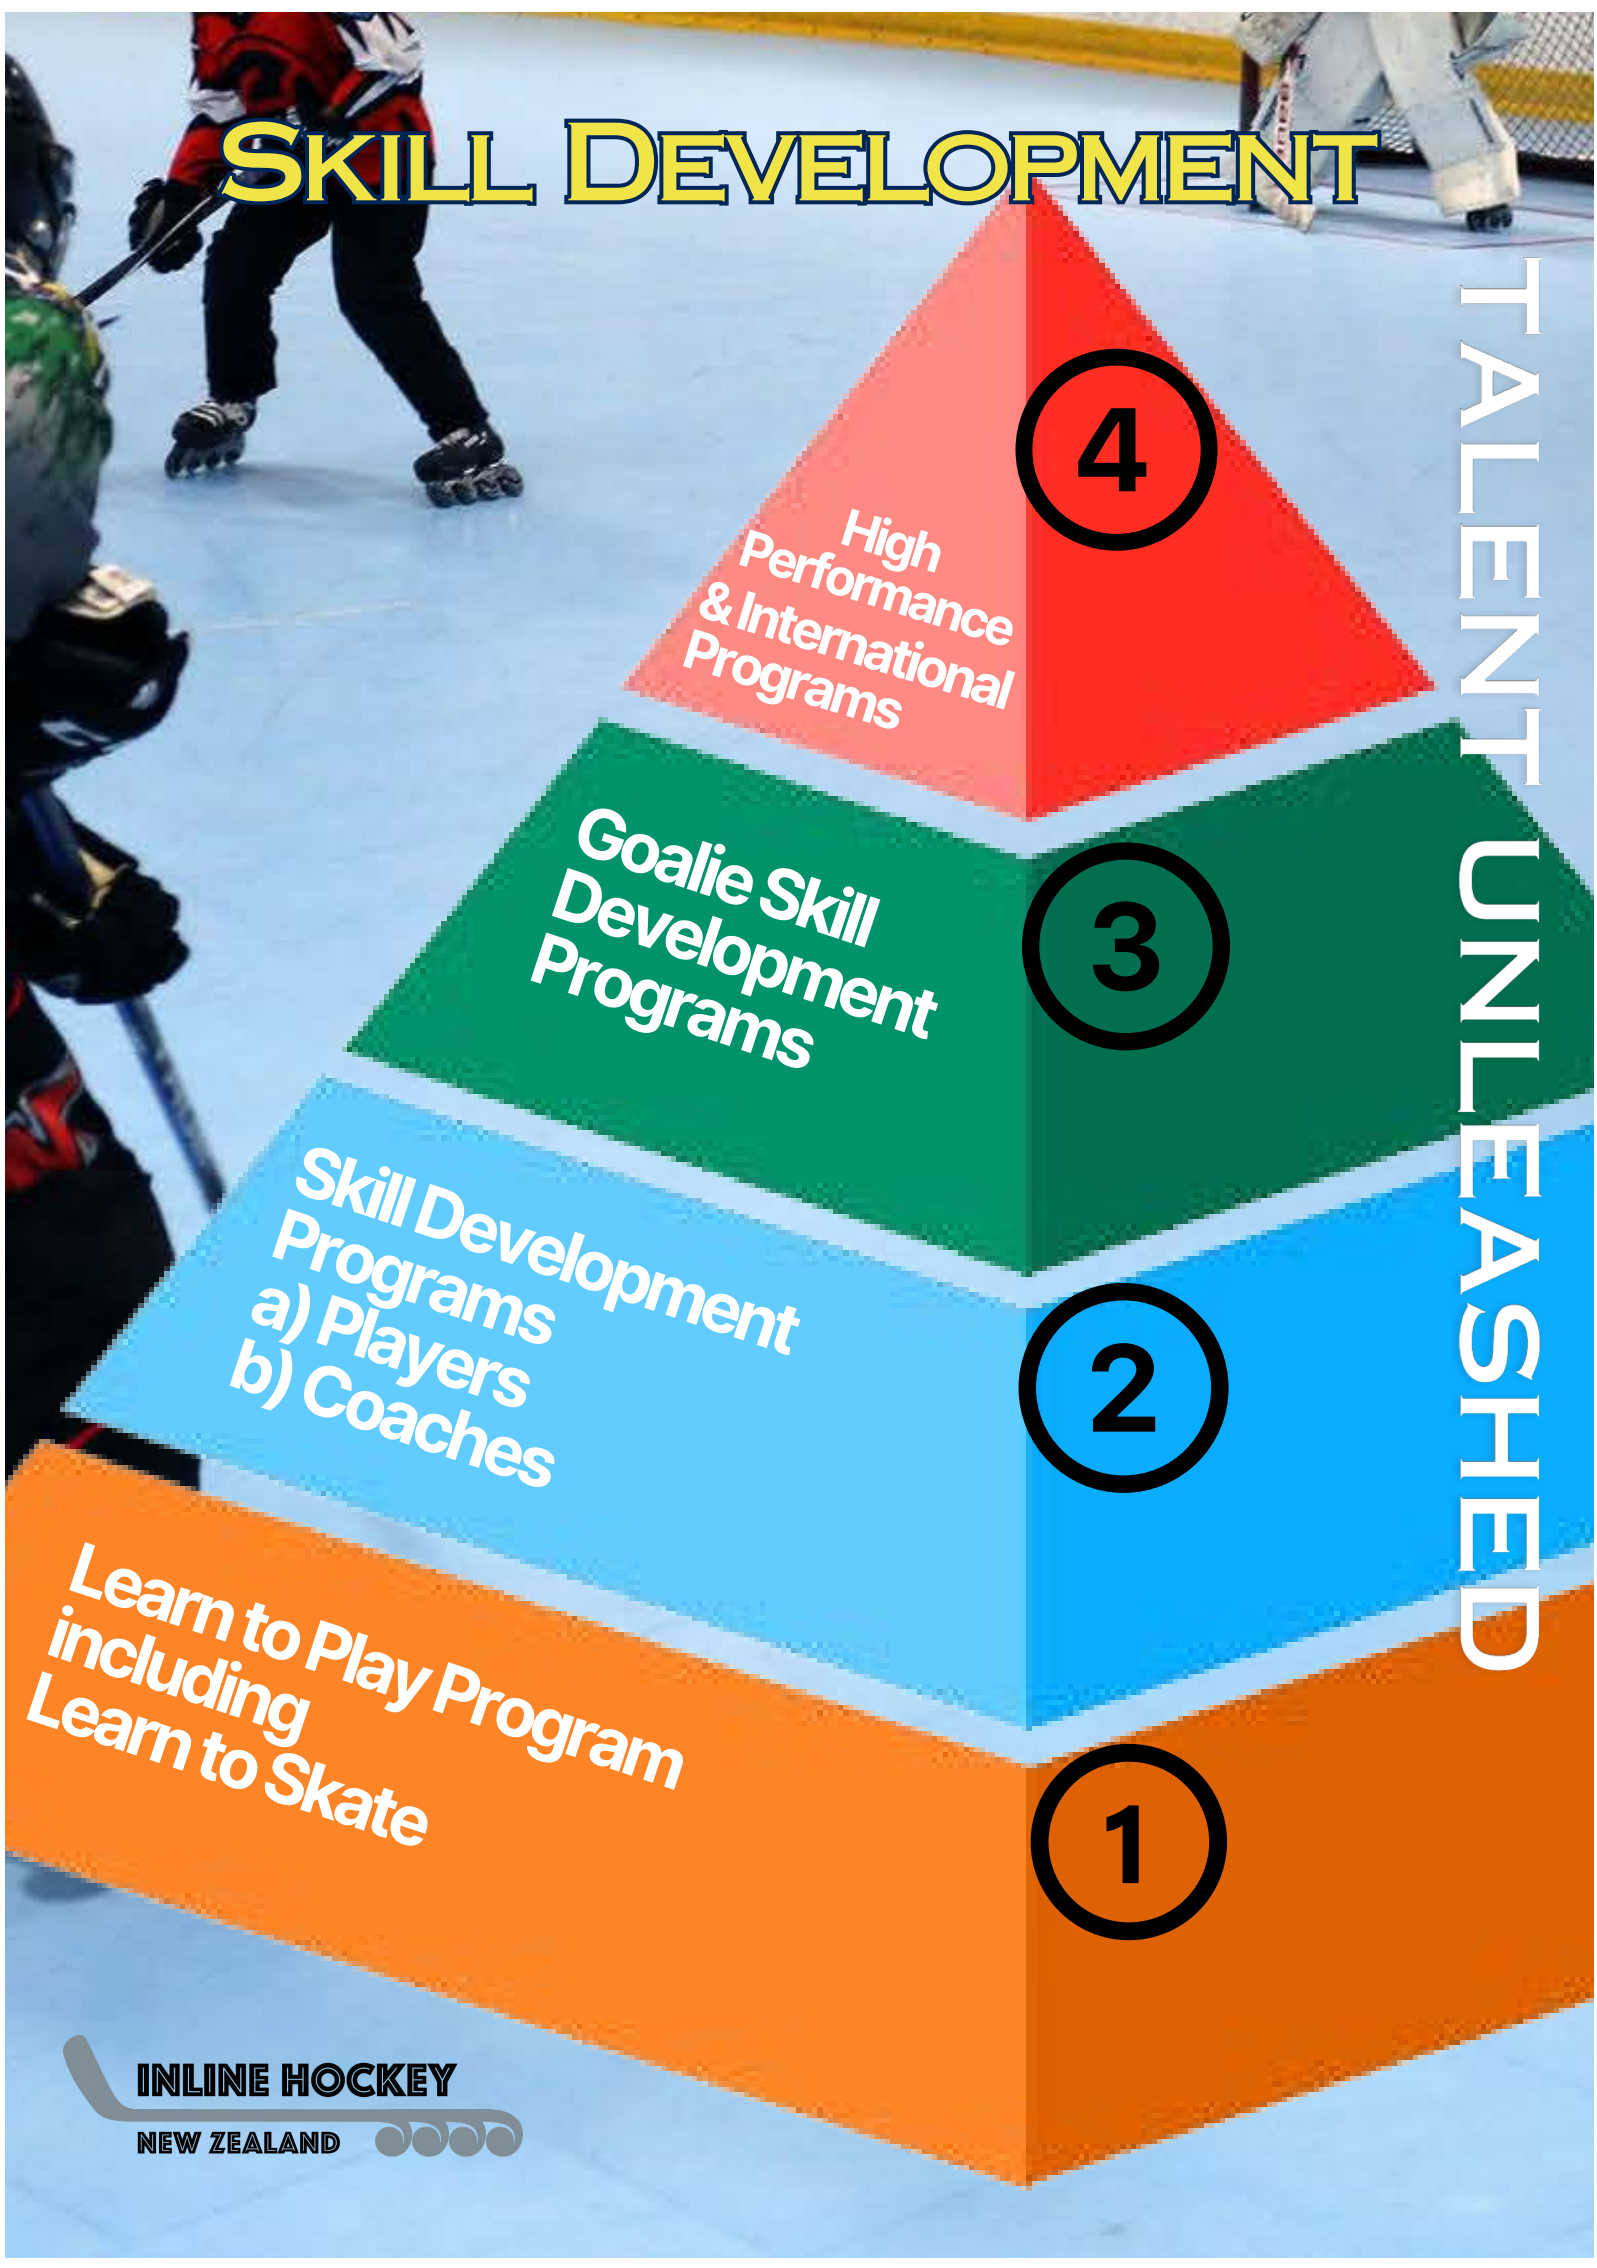 Skill Development
TALENT UNLEASHED
4
High
Performance
& International
Programs
3
Goalie Skill
Development
Programs
2
Skill Development
Programs
a) Players
b) Coaches
1
Learn to Play Program
including
Learn to Skate
INLINE HOCKEY
NEW ZEALAND